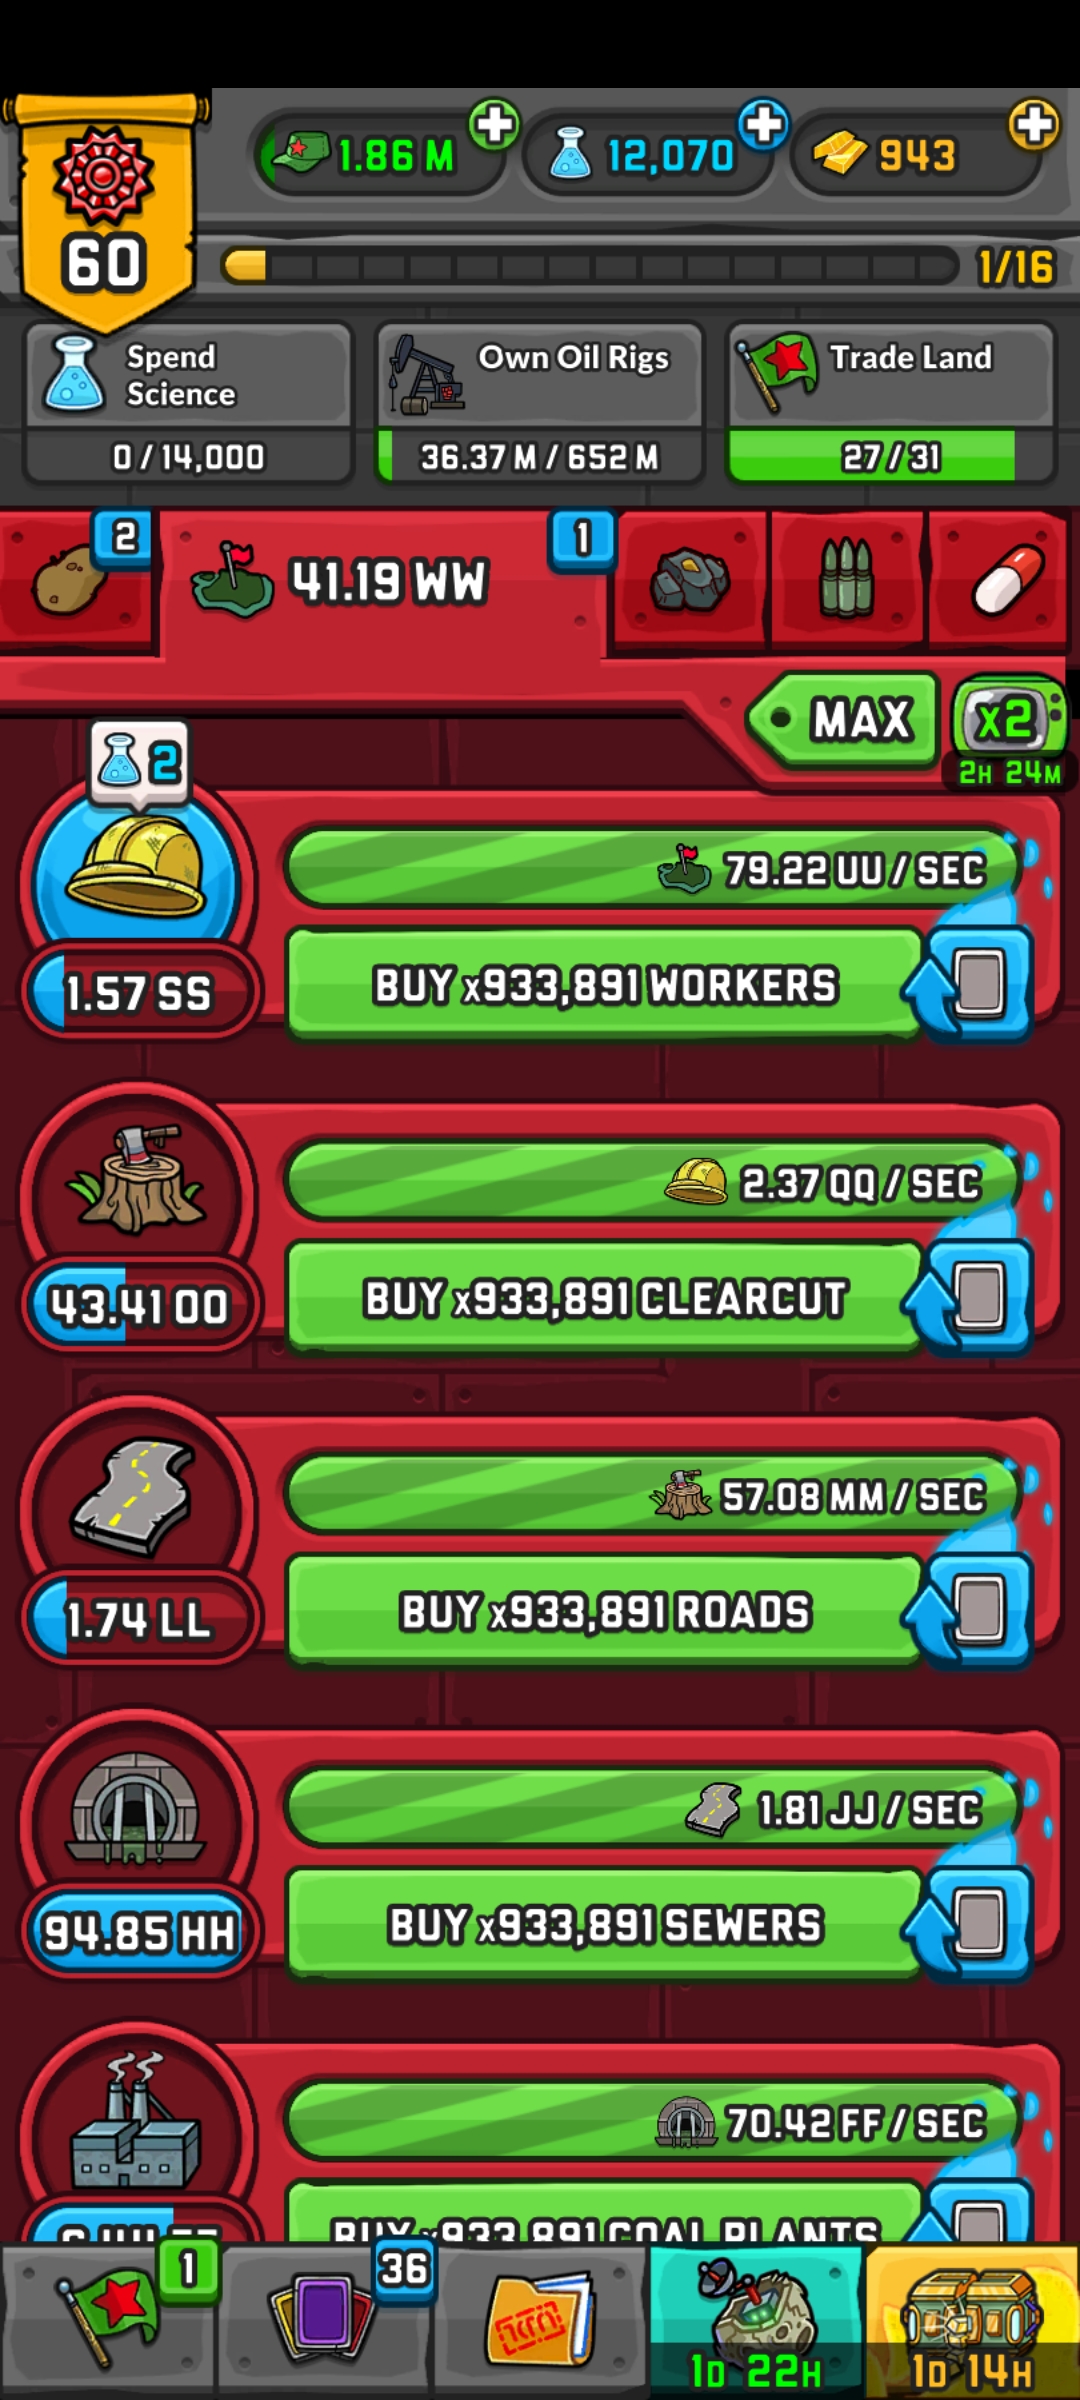 60
1.86 M
12,070
943
1/16
Spend
Science
0 / 14,000
Own Oil Rigs
36.37 M / 652 M
Trade Land
27 / 31
2
41.19 WW
1
MAX
x2
2H 24M
2
79.22 UU / SEC
1.57 SS
BUY x933,891 WORKERS
2.37 QQ / SEC
43.41 OO
BUY x933,891 CLEARCUT
57.08 MM / SEC
1.74 LL
BUY x933,891 ROADS
1.81 JJ / SEC
94.85 HH
BUY x933,891 SEWERS
70.42 FF / SEC
BUY x933,891 COAL PLANTS
1
36
1D 22H
1D 14H